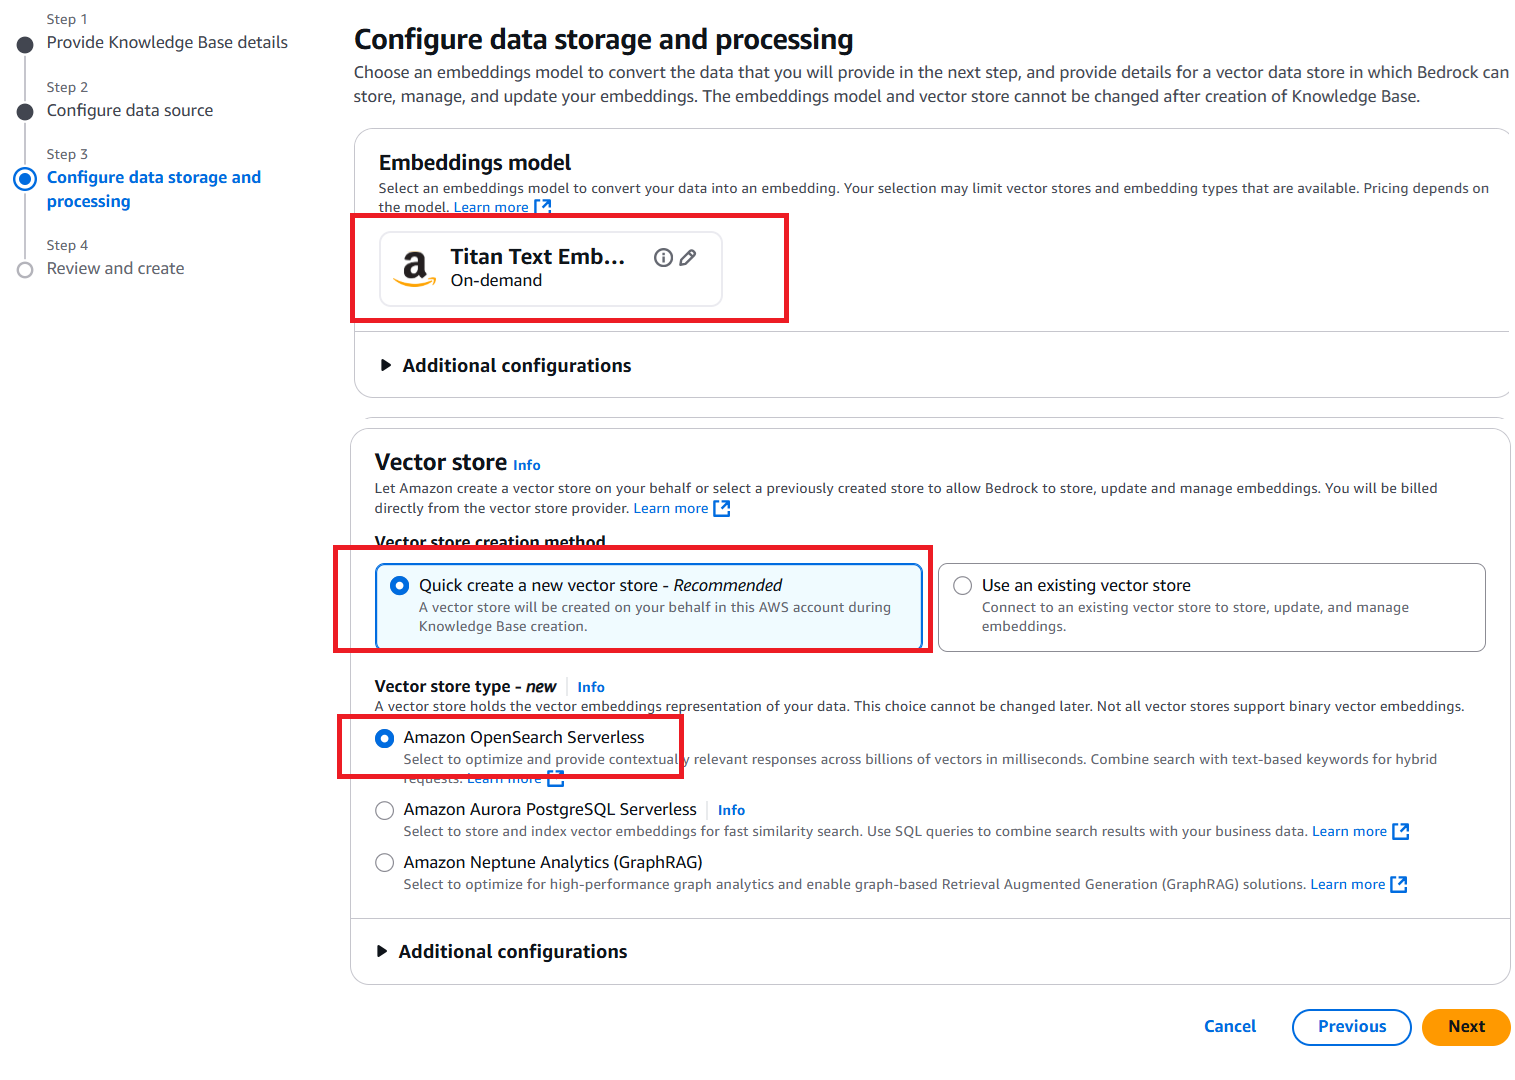 Step 1
Provide Knowledge Base details
Step 2
Configure data source
Step 3
Configure data storage and
processing
Step 4
Review and create
Configure data storage and processing
Choose an embeddings model to convert the data that you will provide in the next step, and provide details for a vector data store in which Bedrock can
store, manage, and update your embeddings. The embeddings model and vector store cannot be changed after creation of Knowledge Base.
Embeddings model
Select an embeddings model to convert your data into an embedding. Your selection may limit vector stores and embedding types that are available. Pricing depends on
the model. Learn more
a
Titan Text Emb...
On-demand
Additional configurations
Vector store Info
Let Amazon create a vector store on your behalf or select a previously created store to allow Bedrock to store, update and manage embeddings. You will be billed
directly from the vector store provider. Learn more
Vector store creation method
Quick create a new vector store - Recommended
A vector store will be created on your behalf in this AWS account during
Knowledge Base creation.
Use an existing vector store
Connect to an existing vector store to store, update, and manage
embeddings.
Vector store type - new Info
A vector store holds the vector embeddings representation of your data. This choice cannot be changed later. Not all vector stores support binary vector embeddings.
Amazon OpenSearch Serverless
Select to optimize and provide contextually relevant responses across billions of vectors in milliseconds. Combine search with text-based keywords for hybrid
requests. Learn more
Amazon Aurora PostgreSQL Serverless Info
Select to store and index vector embeddings for fast similarity search. Use SQL queries to combine search results with your business data. Learn more
Amazon Neptune Analytics (GraphRAG)
Select to optimize for high-performance graph analytics and enable graph-based Retrieval Augmented Generation (GraphRAG) solutions. Learn more
Additional configurations
Cancel
Previous
Next